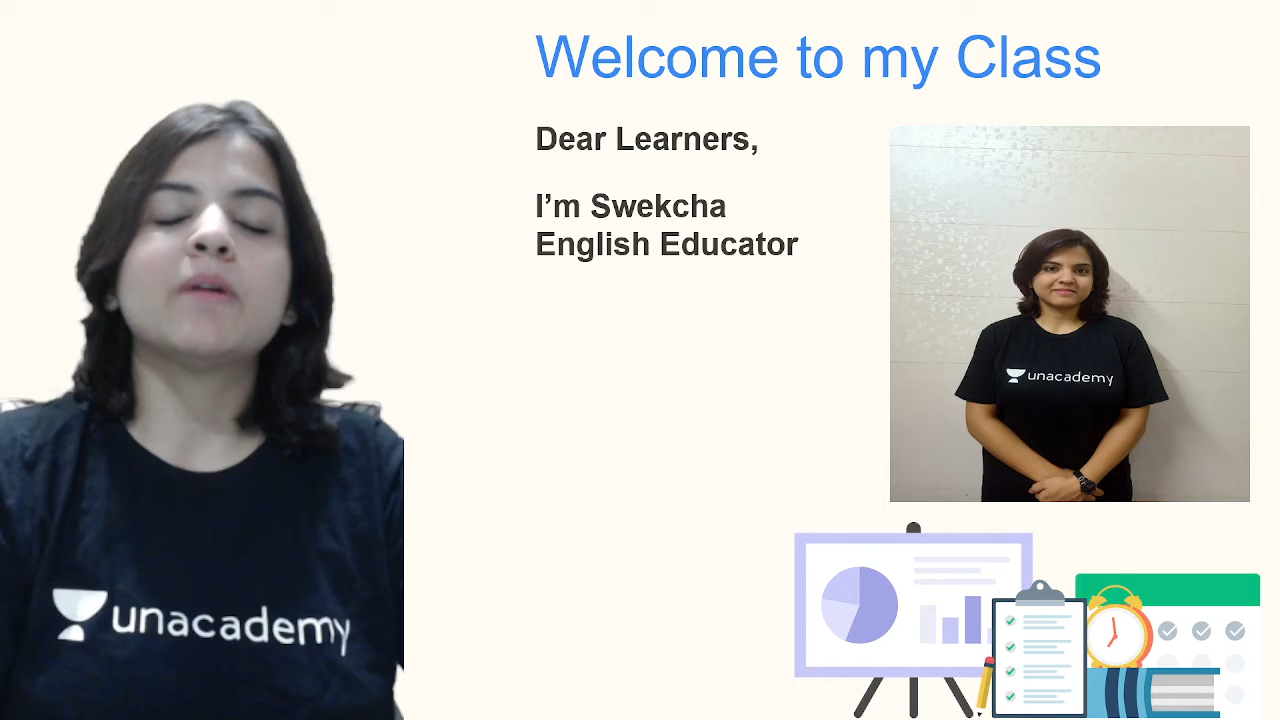 Welcome to my Class
Dear Learners,
I’m Swekcha
English Educator
unacademy
unacademy